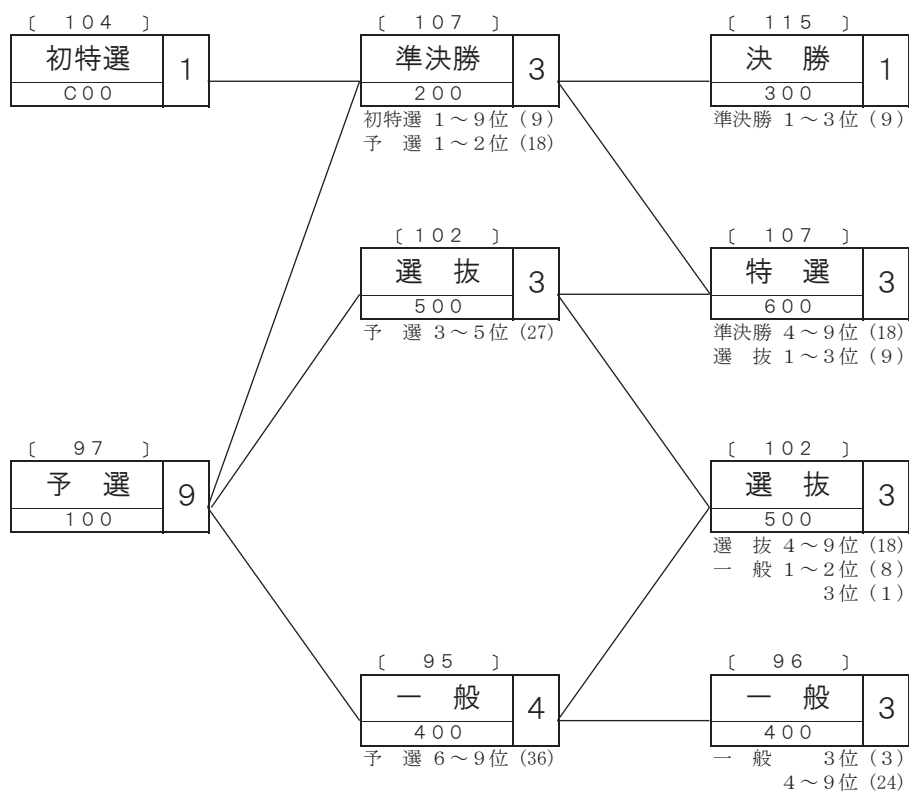 〔 104 〕
初特選 1
C00
〔 107 〕
準決勝 3
200
初特選 1～9位 (9)
予 選 1～2位 (18)
〔 115 〕
決 勝 1
300
準決勝 1～3位 (9)
〔 102 〕
選 抜 3
500
予 選 3～5位 (27)
〔 107 〕
特 選 3
600
準決勝 4～9位 (18)
選 抜 1～3位 (9)
〔 97 〕
予 選 9
100
〔 102 〕
選 抜 3
500
選 抜 4～9位 (18)
一 般 1～2位 (8)
3位 (1)
〔 95 〕
一 般 4
400
予 選 6～9位 (36)
〔 96 〕
一 般 3
400
一 般 3位 (3)
4～9位 (24)